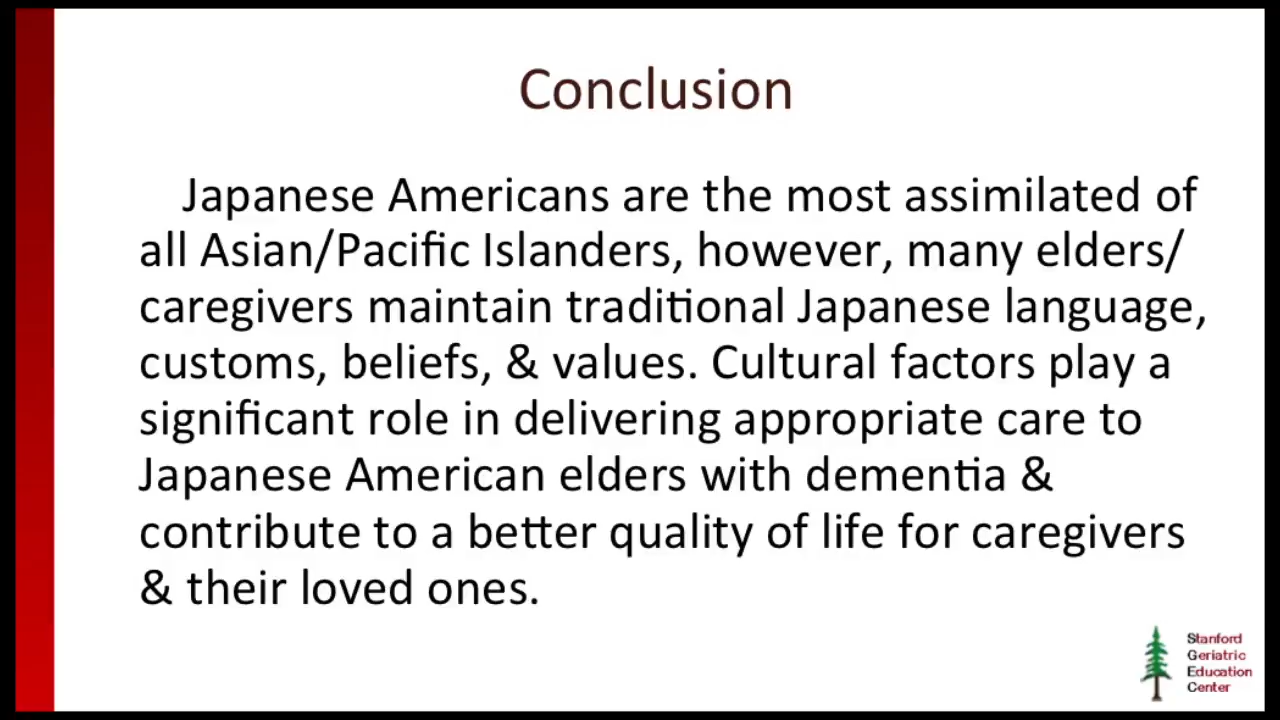 Conclusion
Japanese Americans are the most assimilated of
all Asian/Pacific Islanders, however, many elders/
caregivers maintain traditional Japanese language,
customs, beliefs, & values. Cultural factors play a
significant role in delivering appropriate care to
Japanese American elders with dementia &
contribute to a better quality of life for caregivers
& their loved ones.
Stanford
Geriatric
Education
Center